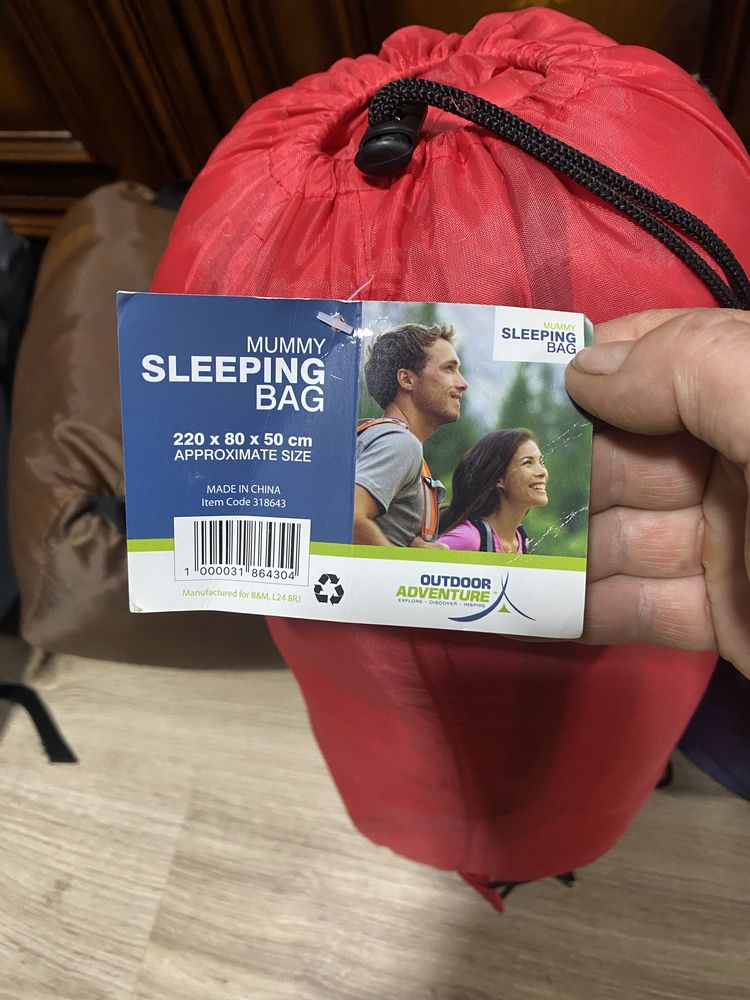 MUMMY
SLEEPING
BAG
220 x 80 x 50 cm
APPROXIMATE SIZE
MADE IN CHINA
Item Code 318643
1 000031 864304
Manufactured for B&M, L24 8RJ
MUMMY
SLEEPING
BAG
OUTDOOR
ADVENTURE™
EXPLORE • DISCOVER • INSPIRE